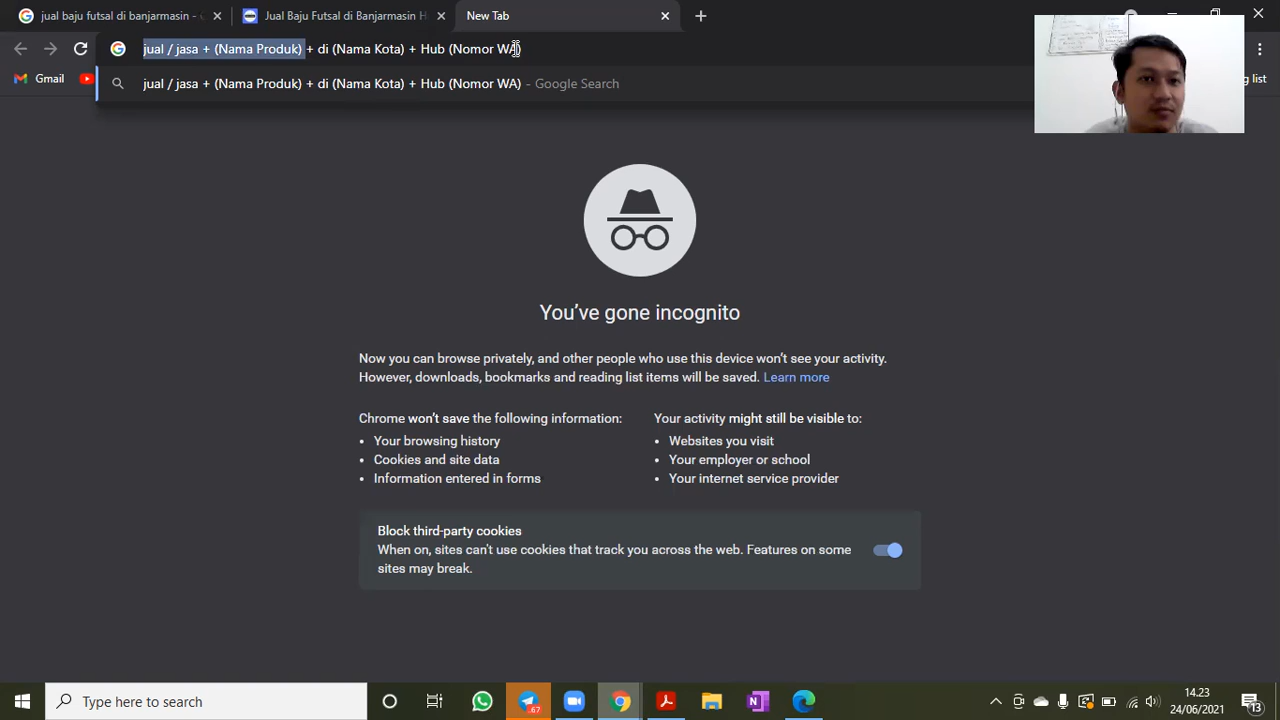 jual baju futsal di banjarmasin -
Jual Baju Futsal di Banjarmasin H
New Tab
jual / jasa + (Nama Produk) + di (Nama Kota) + Hub (Nomor WA)
Gmail
ng list
jual / jasa + (Nama Produk) + di (Nama Kota) + Hub (Nomor WA) - Google Search
You've gone incognito
Now you can browse privately, and other people who use this device won't see your activity.
However, downloads, bookmarks and reading list items will be saved. Learn more
Chrome won't save the following information:
• Your browsing history
• Cookies and site data
• Information entered in forms
Your activity might still be visible to:
• Websites you visit
• Your employer or school
• Your internet service provider
Block third-party cookies
When on, sites can't use cookies that track you across the web. Features on some
sites may break.
Type here to search
67
14.23
24/06/2021
13